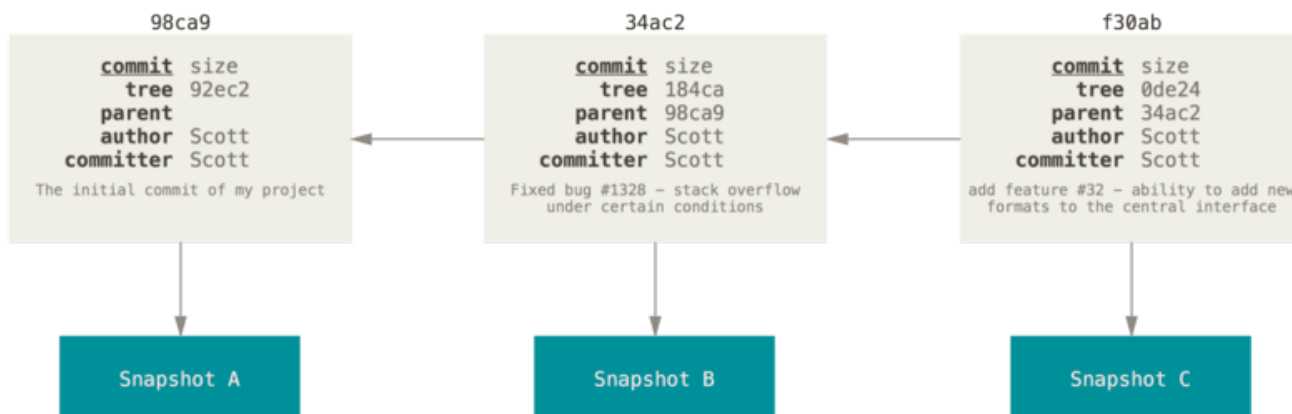 98ca9
commit size
tree 92ec2
parent
author Scott
committer Scott
The initial commit of my project
Snapshot A
34ac2
commit size
tree 184ca
parent 98ca9
author Scott
committer Scott
Fixed bug #1328 – stack overflow
under certain conditions
Snapshot B
f30ab
commit size
tree 0de24
parent 34ac2
author Scott
committer Scott
add feature #32 – ability to add new
formats to the central interface
Snapshot C